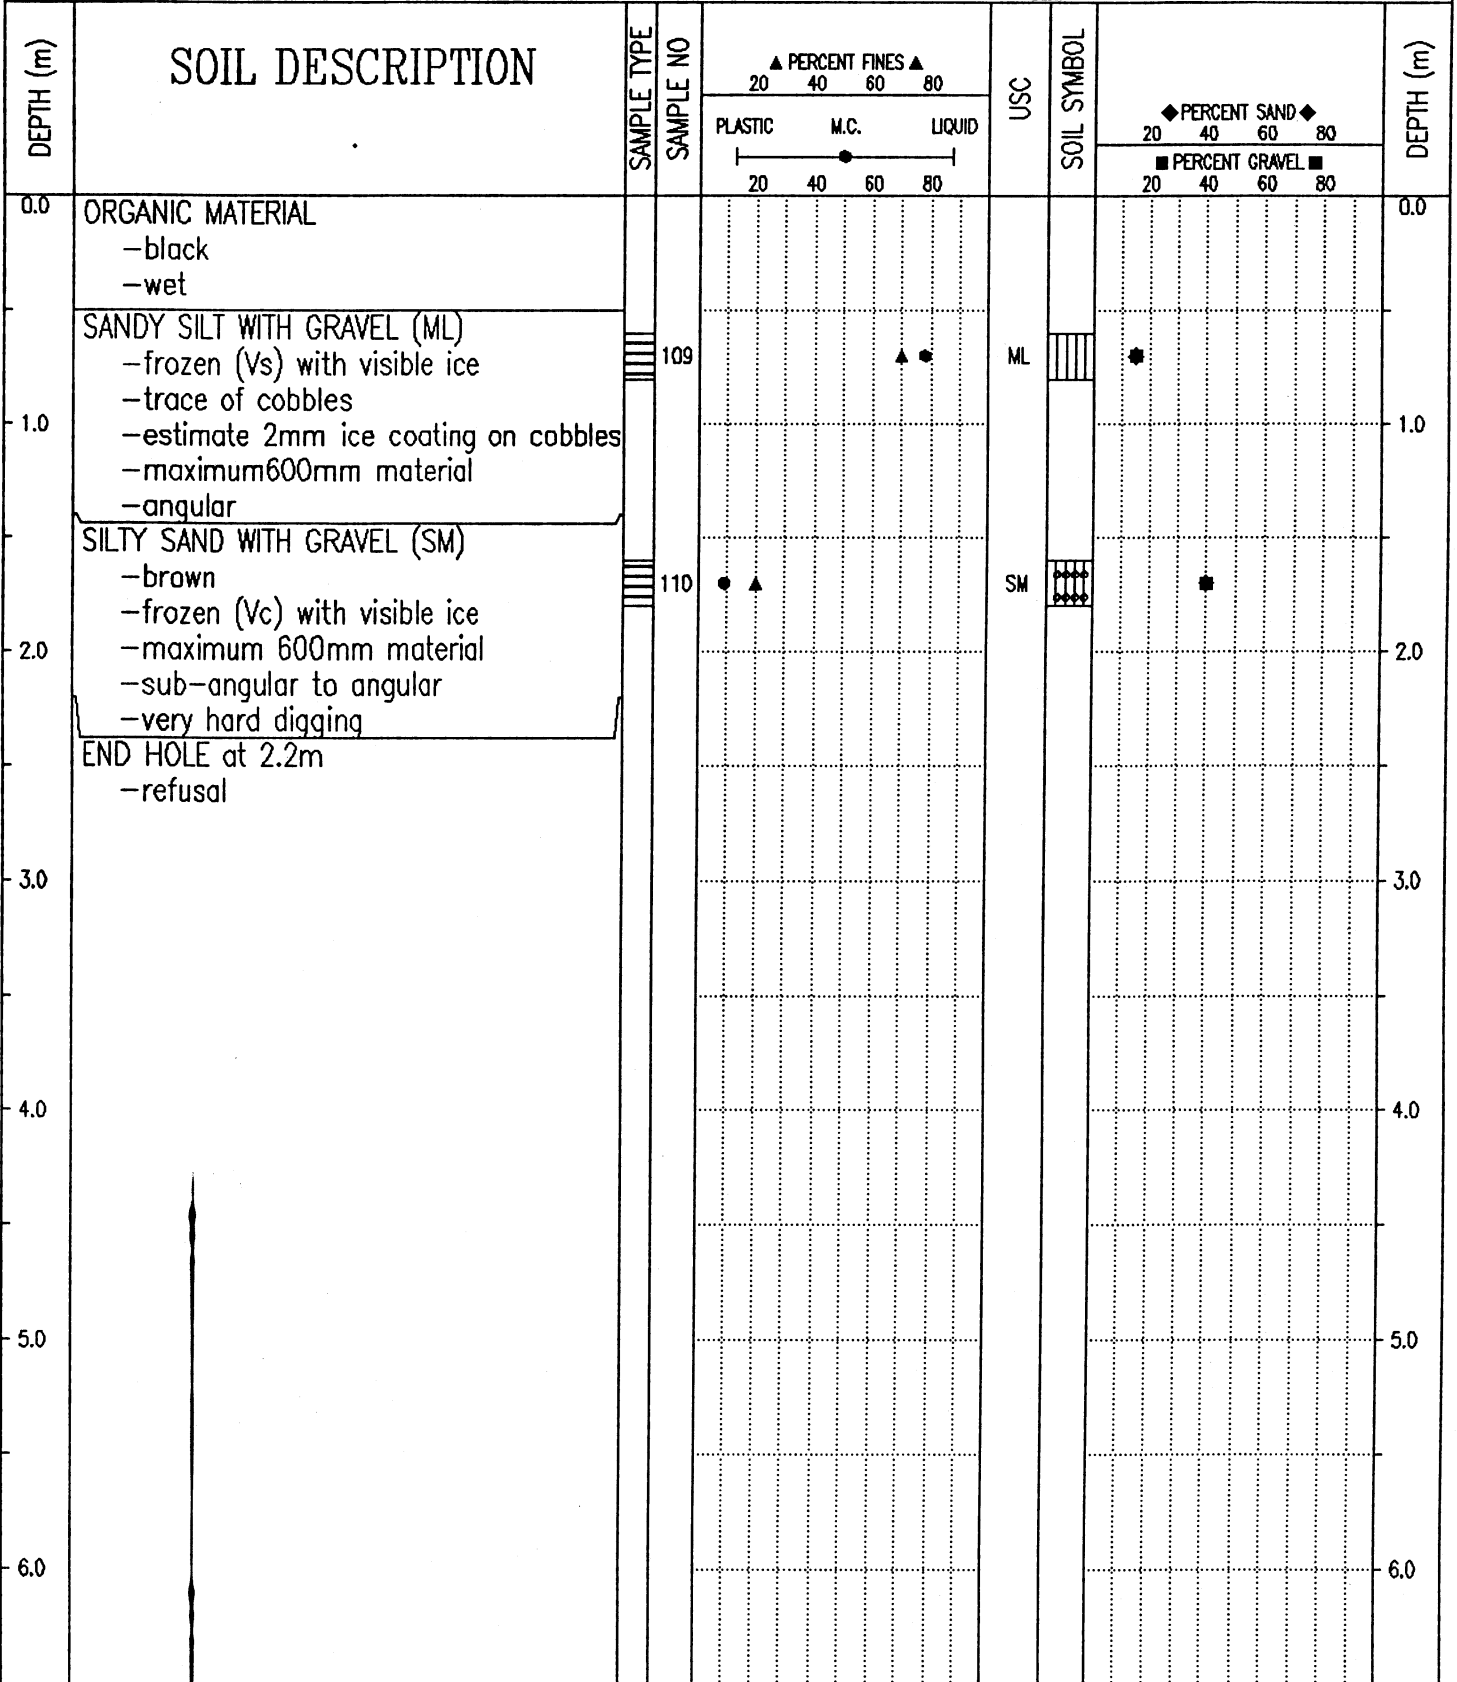 DEPTH (m)
SOIL DESCRIPTION
SAMPLE TYPE
SAMPLE NO
▲ PERCENT FINES ▲
20 40 60 80
PLASTIC M.C. LIQUID
20 40 60 80
USC
SOIL SYMBOL
◆PERCENT SAND◆
20 40 60 80
■PERCENT GRAVEL■
20 40 60 80
DEPTH (m)
0.0
ORGANIC MATERIAL
0.0
-black
-wet
SANDY SILT WITH GRAVEL (ML)
-frozen (Vs) with visible ice
109
ML
-trace of cobbles
1.0
1.0
-estimate 2mm ice coating on cobbles
-maximum600mm material
-angular
SILTY SAND WITH GRAVEL (SM)
-brown
110
SM
-frozen (Vc) with visible ice
2.0
-maximum 600mm material
2.0
-sub-angular to angular
-very hard digging
END HOLE at 2.2m
-refusal
3.0
3.0
4.0
4.0
5.0
5.0
6.0
6.0